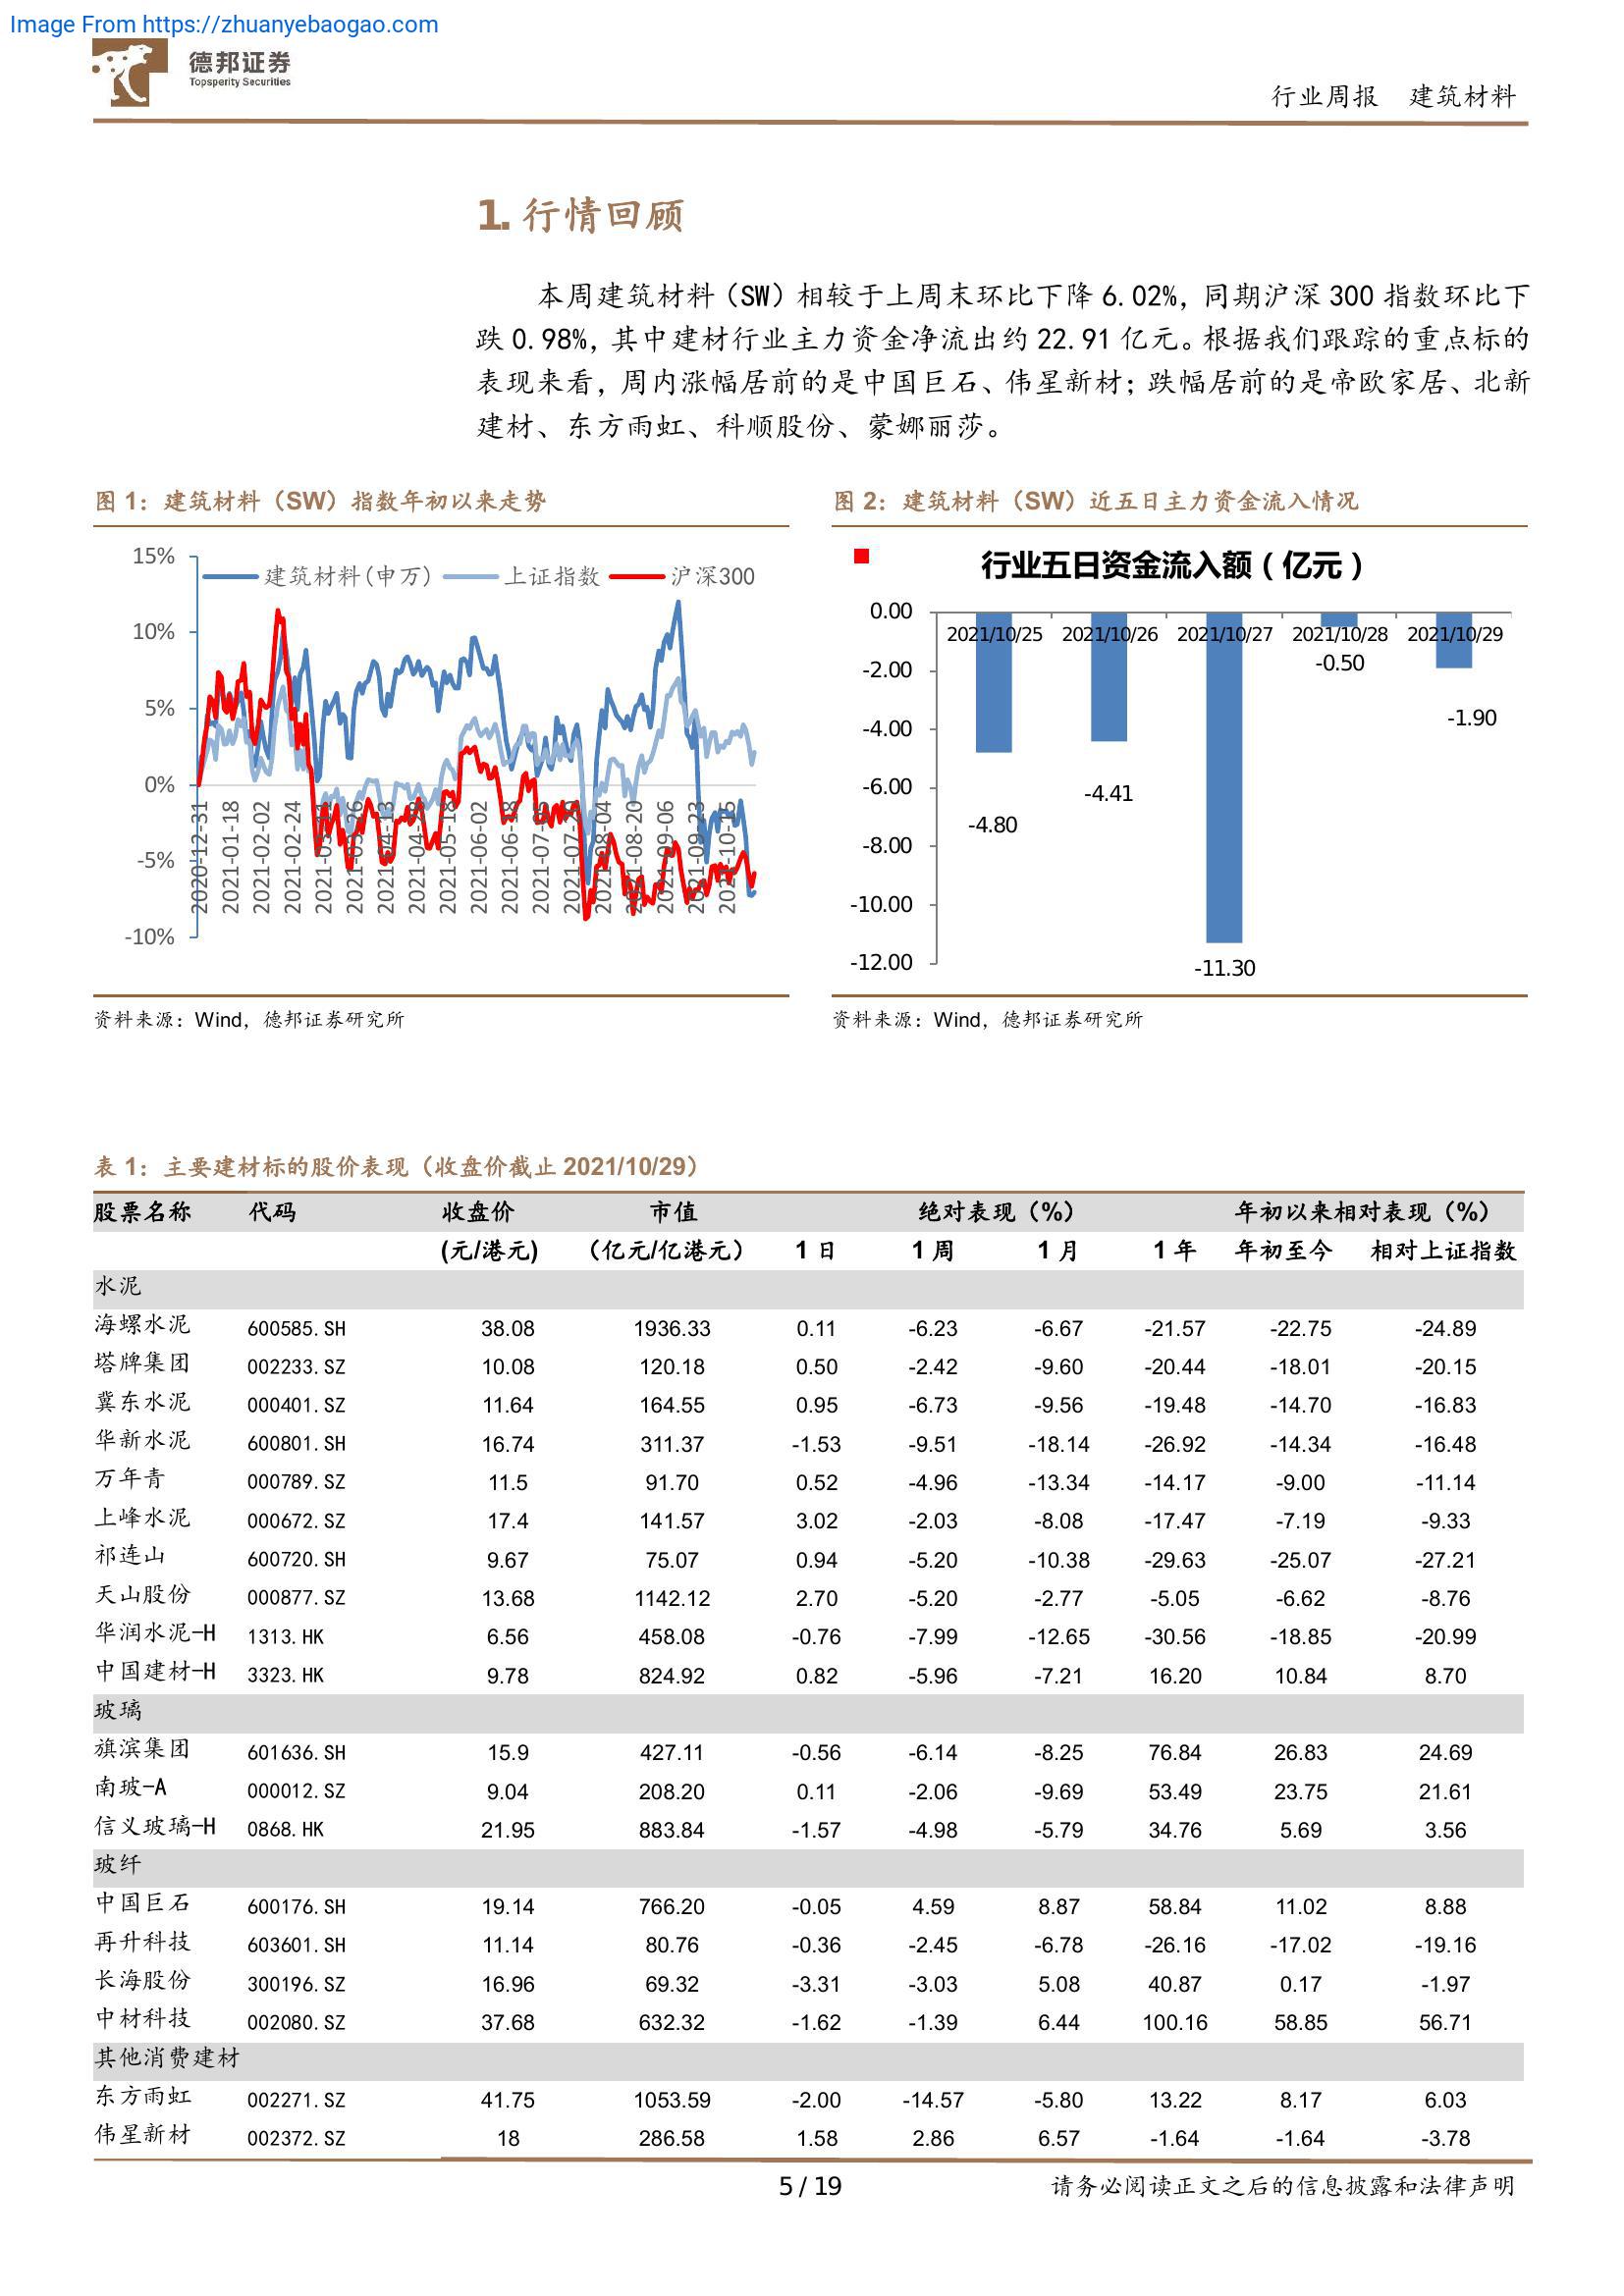 Image From https://zhuanyebaogao.com
德邦证券
Topsperity Securities
行业周报 建筑材料
1. 行情回顾
本周建筑材料（SW）相较于上周末环比下降 6.02%，同期沪深 300 指数环比下
跌 0.98%，其中建材行业主力资金净流出约 22.91 亿元。根据我们跟踪的重点标的
表现来看，周内涨幅居前的是中国巨石、伟星新材；跌幅居前的是帝欧家居、北新
建材、东方雨虹、科顺股份、蒙娜丽莎。
图 1：建筑材料（SW）指数年初以来走势
15%
建筑材料(申万) 上证指数 沪深300
10%
5%
0%
-5%
-10%
2020-12-31
2021-01-18
2021-02-02
2021-02-24
2021-04-13
2021-05-18
2021-06-02
2021-06-18
2021-08-04
2021-08-20
2021-09-06
2021-09-23
2021-10-15
资料来源：Wind，德邦证券研究所
图 2：建筑材料（SW）近五日主力资金流入情况
行业五日资金流入额（亿元）
0.00
-2.00
-4.00
-6.00
-8.00
-10.00
-12.00
2021/10/25 2021/10/26 2021/10/27 2021/10/28 2021/10/29
-4.80
-4.41
-11.30
-0.50
-1.90
资料来源：Wind，德邦证券研究所
表 1：主要建材标的股价表现（收盘价截止 2021/10/29）
股票名称 代码 收盘价 市值 绝对表现（%） 年初以来相对表现（%）
(元/港元) （亿元/亿港元） 1 日 1 周 1 月 1 年 年初至今 相对上证指数
水泥
海螺水泥 600585.SH 38.08 1936.33 0.11 -6.23 -6.67 -21.57 -22.75 -24.89
塔牌集团 002233.SZ 10.08 120.18 0.50 -2.42 -9.60 -20.44 -18.01 -20.15
冀东水泥 000401.SZ 11.64 164.55 0.95 -6.73 -9.56 -19.48 -14.70 -16.83
华新水泥 600801.SH 16.74 311.37 -1.53 -9.51 -18.14 -26.92 -14.34 -16.48
万年青 000789.SZ 11.5 91.70 0.52 -4.96 -13.34 -14.17 -9.00 -11.14
上峰水泥 000672.SZ 17.4 141.57 3.02 -2.03 -8.08 -17.47 -7.19 -9.33
祁连山 600720.SH 9.67 75.07 0.94 -5.20 -10.38 -29.63 -25.07 -27.21
天山股份 000877.SZ 13.68 1142.12 2.70 -5.20 -2.77 -5.05 -6.62 -8.76
华润水泥-H 1313.HK 6.56 458.08 -0.76 -7.99 -12.65 -30.56 -18.85 -20.99
中国建材-H 3323.HK 9.78 824.92 0.82 -5.96 -7.21 16.20 10.84 8.70
玻璃
旗滨集团 601636.SH 15.9 427.11 -0.56 -6.14 -8.25 76.84 26.83 24.69
南玻-A 000012.SZ 9.04 208.20 0.11 -2.06 -9.69 53.49 23.75 21.61
信义玻璃-H 0868.HK 21.95 883.84 -1.57 -4.98 -5.79 34.76 5.69 3.56
玻纤
中国巨石 600176.SH 19.14 766.20 -0.05 4.59 8.87 58.84 11.02 8.88
再升科技 603601.SH 11.14 80.76 -0.36 -2.45 -6.78 -26.16 -17.02 -19.16
长海股份 300196.SZ 16.96 69.32 -3.31 -3.03 5.08 40.87 0.17 -1.97
中材科技 002080.SZ 37.68 632.32 -1.62 -1.39 6.44 100.16 58.85 56.71
其他消费建材
东方雨虹 002271.SZ 41.75 1053.59 -2.00 -14.57 -5.80 13.22 8.17 6.03
伟星新材 002372.SZ 18 286.58 1.58 2.86 6.57 -1.64 -1.64 -3.78
5 / 19
请务必阅读正文之后的信息披露和法律声明